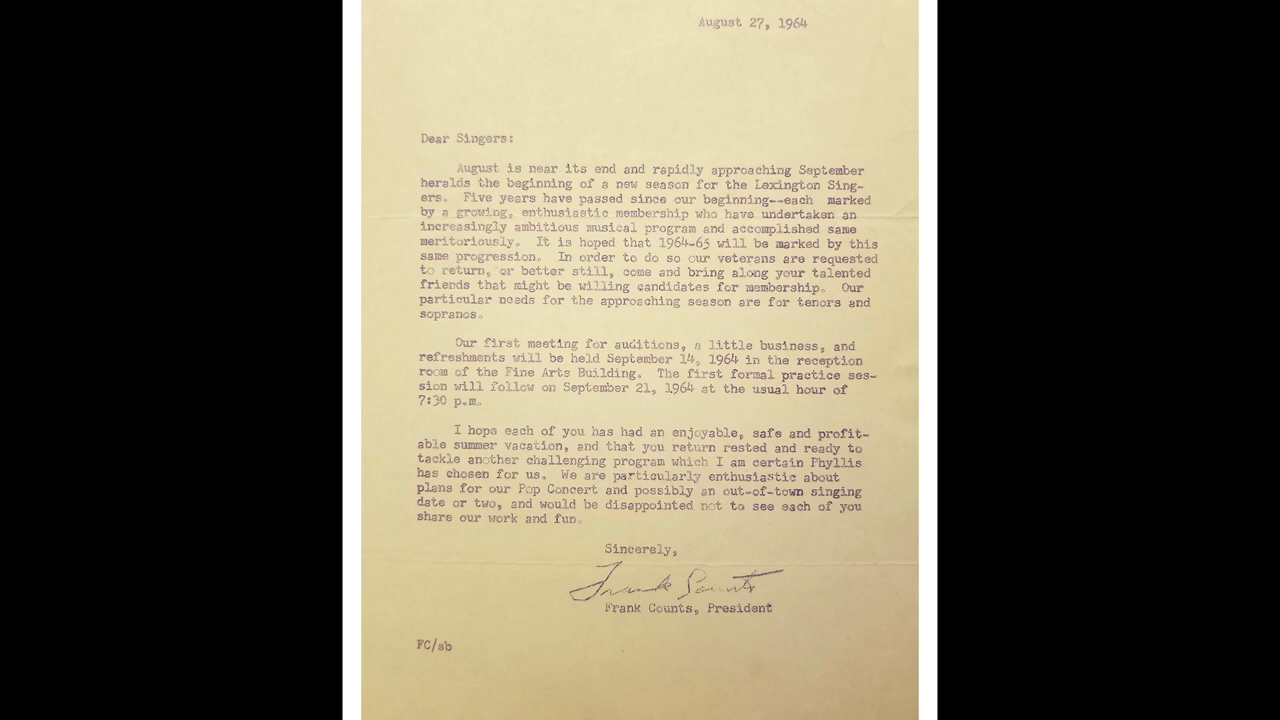 August 27, 1964
Dear Singers:
August is near its end and rapidly approaching September
heralds the beginning of a new season for the Lexington Sing-
ers. Five years have passed since our beginning--each marked
by a growing, enthusiastic membership who have undertaken an
increasingly ambitious musical program and accomplished same
meritoriously. It is hoped that 1964-65 will be marked by this
same progression. In order to do so our veterans are requested
to return, or better still, come and bring along your talented
friends that might be willing candidates for membership. Our
particular needs for the approaching season are for tenors and
sopranos.
Our first meeting for auditions, a little business, and
refreshments will be held September 14, 1964 in the reception
room of the Fine Arts Building. The first formal practice ses-
sion will follow on September 21, 1964 at the usual hour of
7:30 p.m.
I hope each of you has had an enjoyable, safe and profit-
able summer vacation, and that you return rested and ready to
tackle another challenging program which I am certain Phyllis
has chosen for us. We are particularly enthusiastic about
plans for our Pop Concert and possibly an out-of-town singing
date or two, and would be disappointed not to see each of you
share our work and fun.
Sincerely,
Frank Counts
Frank Counts, President
FC/sb